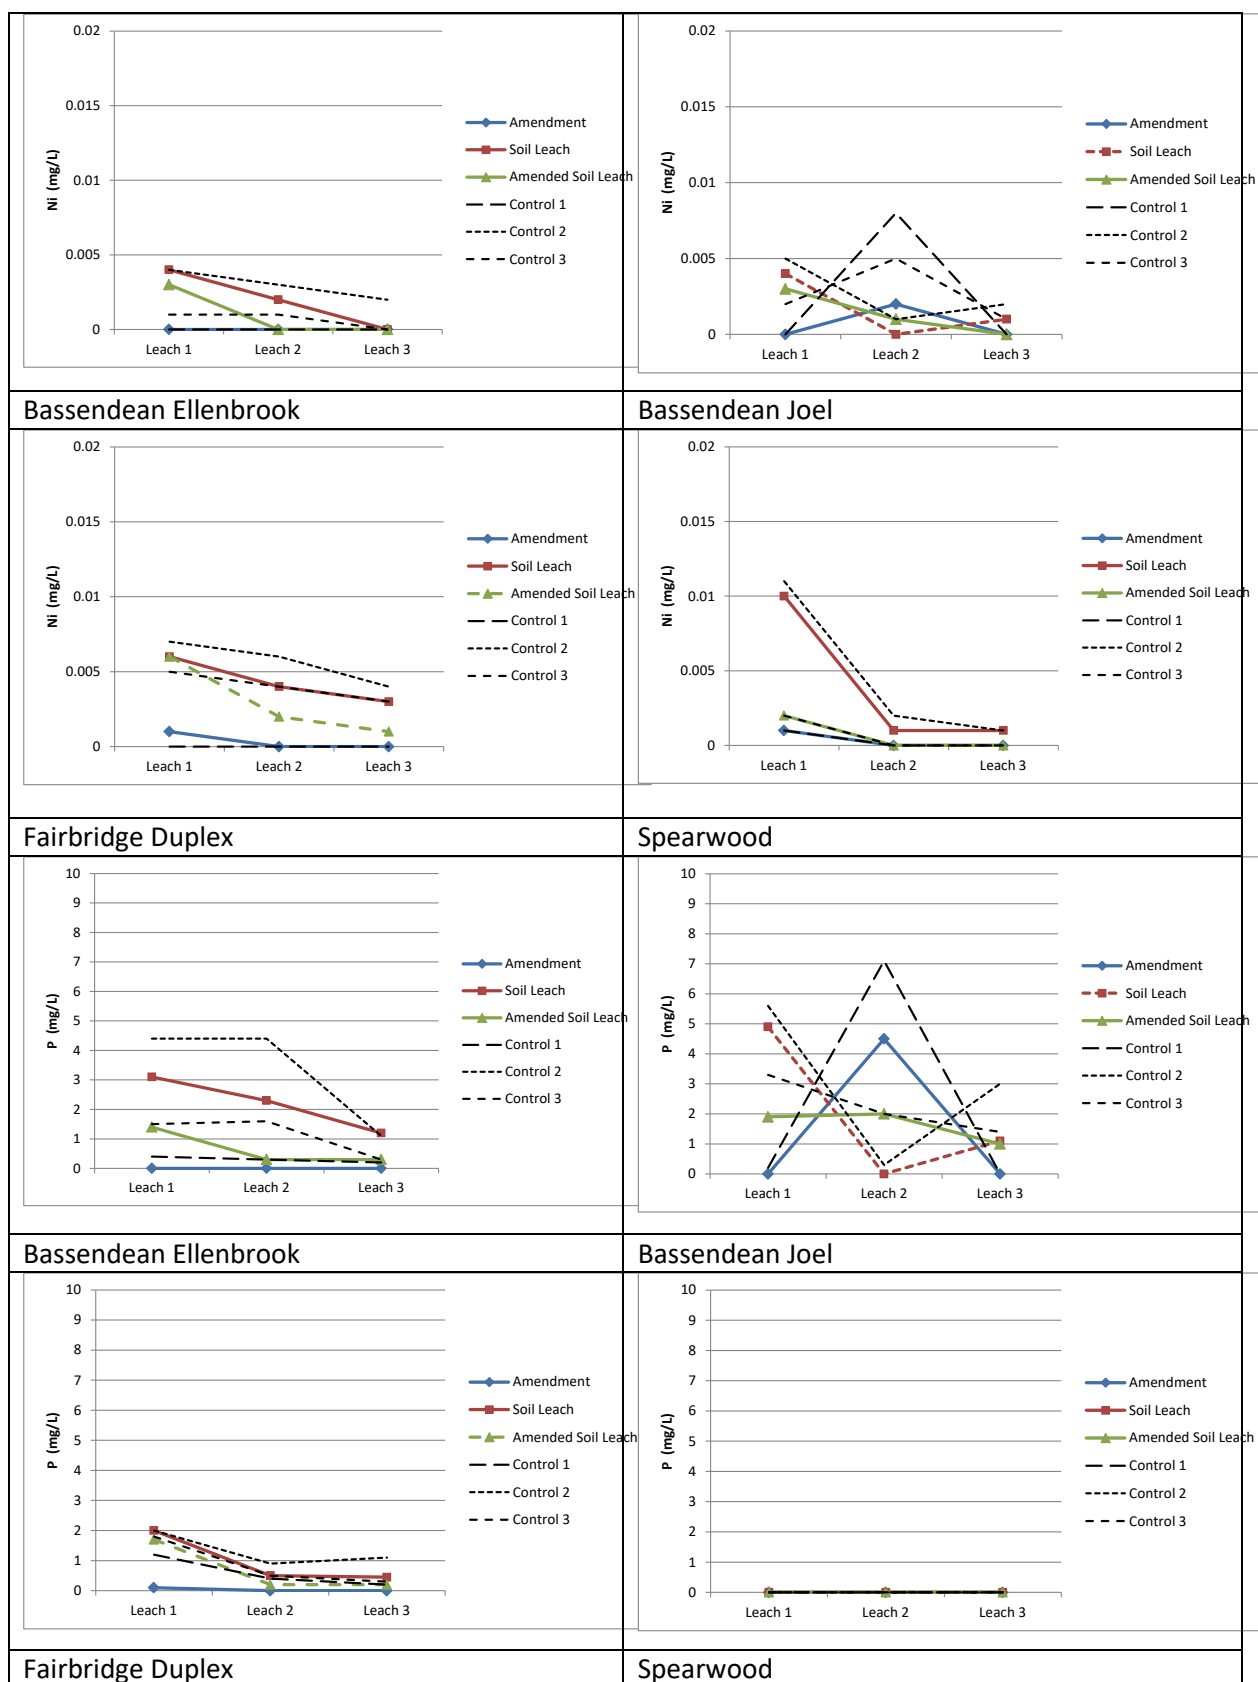 0.02
0.015
0.01
0.005
0
Ni (mg/L)
Leach 1 Leach 2 Leach 3
Amendment
Soil Leach
Amended Soil Leach
Control 1
Control 2
Control 3
0.02
0.015
0.01
0.005
0
Ni (mg/L)
Leach 1 Leach 2 Leach 3
Amendment
Soil Leach
Amended Soil Leach
Control 1
Control 2
Control 3
Bassendean Ellenbrook
Bassendean Joel
0.02
0.015
0.01
0.005
0
Ni (mg/L)
Leach 1 Leach 2 Leach 3
Amendment
Soil Leach
Amended Soil Leach
Control 1
Control 2
Control 3
0.02
0.015
0.01
0.005
0
Ni (mg/L)
Leach 1 Leach 2 Leach 3
Amendment
Soil Leach
Amended Soil Leach
Control 1
Control 2
Control 3
Fairbridge Duplex
Spearwood
10
9
8
7
6
5
4
3
2
1
0
P (mg/L)
Leach 1 Leach 2 Leach 3
Amendment
Soil Leach
Amended Soil Leach
Control 1
Control 2
Control 3
10
9
8
7
6
5
4
3
2
1
0
P (mg/L)
Leach 1 Leach 2 Leach 3
Amendment
Soil Leach
Amended Soil Leach
Control 1
Control 2
Control 3
Bassendean Ellenbrook
Bassendean Joel
10
9
8
7
6
5
4
3
2
1
0
P (mg/L)
Leach 1 Leach 2 Leach 3
Amendment
Soil Leach
Amended Soil Leach
Control 1
Control 2
Control 3
10
9
8
7
6
5
4
3
2
1
0
P (mg/L)
Leach 1 Leach 2 Leach 3
Amendment
Soil Leach
Amended Soil Leach
Control 1
Control 2
Control 3
Fairbridge Duplex
Spearwood